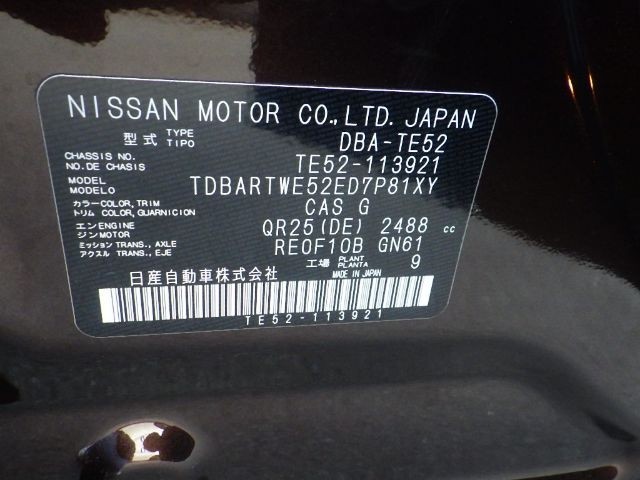 NISSAN MOTOR CO.,LTD. JAPAN
型式 TYPE TIPO DBA-TE52
CHASSIS NO. NO.DE CHASIS TE52-113921
MODEL MODELO TDBARTWE52ED7P81XY
カラー COLOR, TRIM トリム COLOR, GUARNICION CAS G
エンジン ENGINE MOTOR QR25(DE) 2488 cc
ミッション TRANS., AXLE アクスル TRANS., EJE RE0F10B GN61
工場 PLANT PLANTA 9
日産自動車株式会社 MADE IN JAPAN
TE52-113921